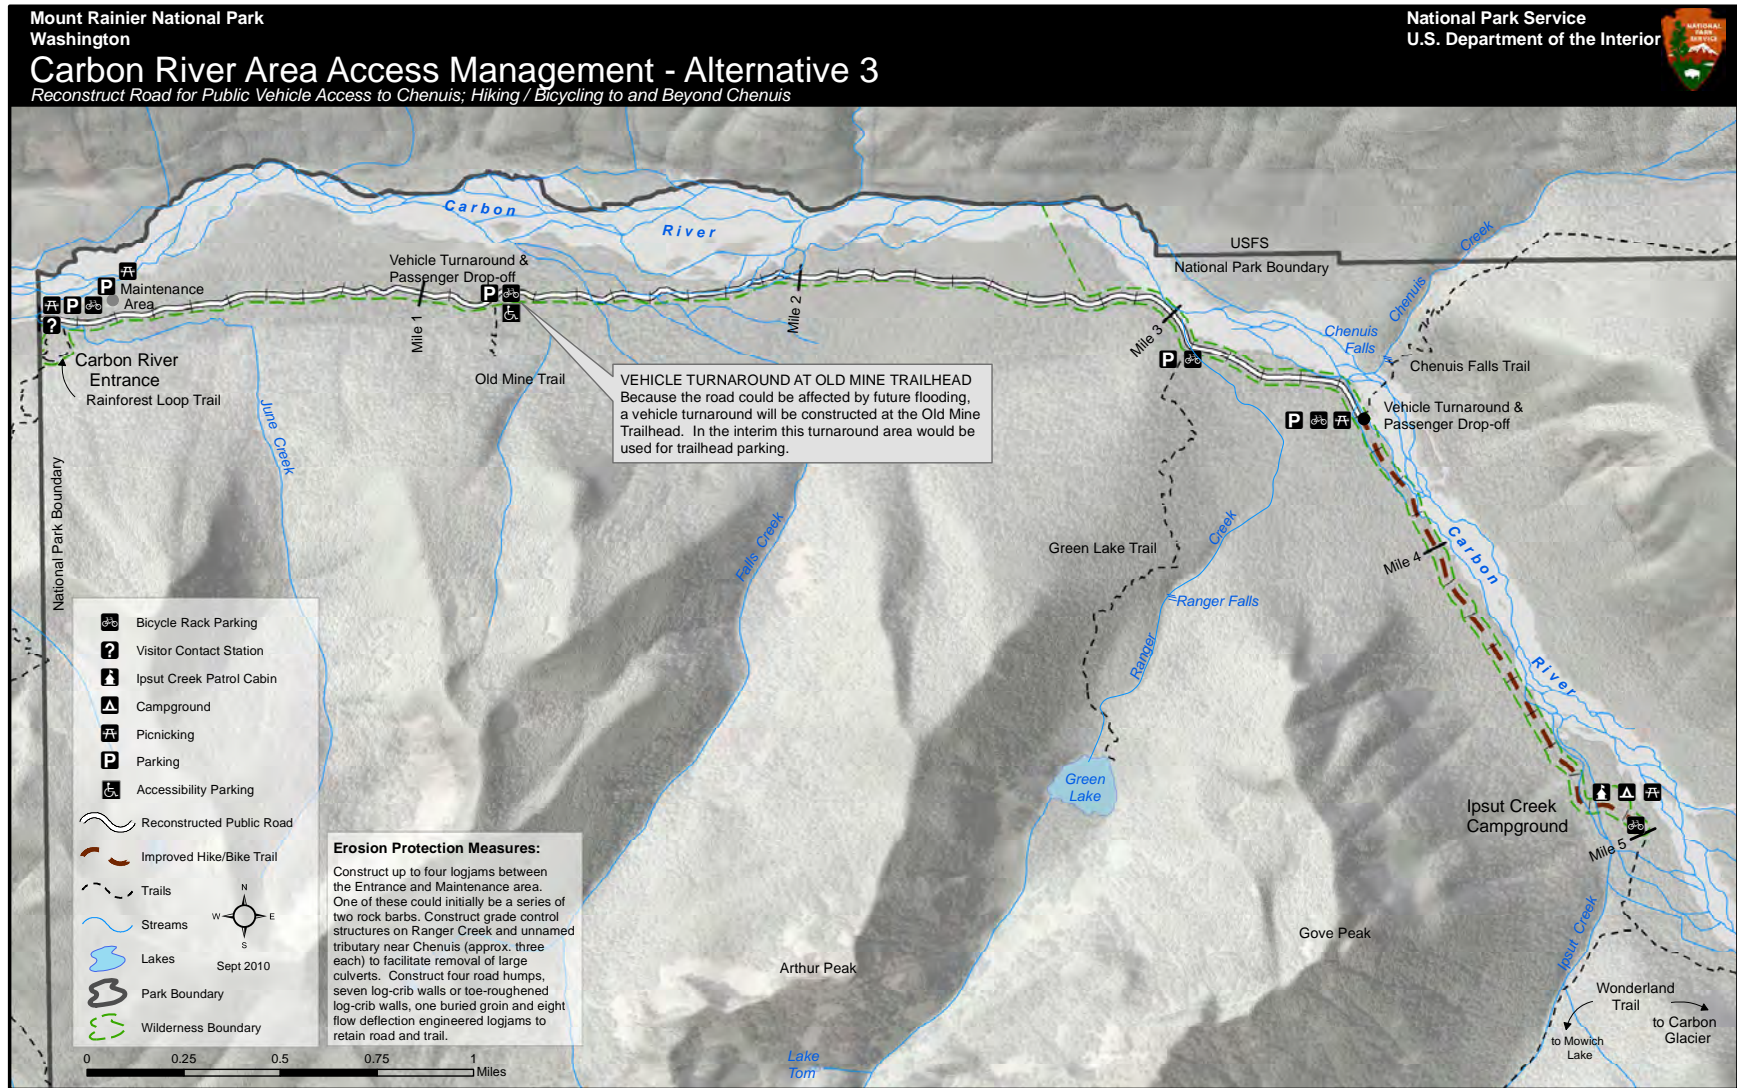 Mount Rainier National Park
Washington
Carbon River Area Access Management - Alternative 3
Reconstruct Road for Public Vehicle Access to Chenuis; Hiking / Bicycling to and Beyond Chenuis
National Park Service
U.S. Department of the Interior
NATIONAL
PARK
SERVICE
Carbon
River
USFS
National Park Boundary
Chenuis
Creek
Vehicle Turnaround &
Passenger Drop-off
P
Maintenance
Area
P
P
?
Mile 1
Mile 2
Mile 3
P
Chenuis
Falls
Chenuis Falls Trail
Carbon River
Entrance
Rainforest Loop Trail
Old Mine Trail
VEHICLE TURNAROUND AT OLD MINE TRAILHEAD
Because the road could be affected by future flooding,
a vehicle turnaround will be constructed at the Old Mine
Trailhead. In the interim this turnaround area would be
used for trailhead parking.
Vehicle Turnaround &
Passenger Drop-off
P
June Creek
National Park Boundary
Falls Creek
Green Lake Trail
Creek
Ranger Falls
Ranger
Mile 4
Carbon
River
Green
Lake
Ipsut Creek
Campground
Mile 5
Ipsut Creek
Gove Peak
Arthur Peak
Wonderland
Trail
to Carbon
Glacier
to Mowich
Lake
Lake
Tom
Bicycle Rack Parking
? Visitor Contact Station
Ipsut Creek Patrol Cabin
Campground
Picnicking
P Parking
Accessibility Parking
Reconstructed Public Road
Improved Hike/Bike Trail
Trails
Streams
Lakes
Park Boundary
Wilderness Boundary
N
W E
S
Sept 2010
Erosion Protection Measures:
Construct up to four logjams between
the Entrance and Maintenance area.
One of these could initially be a series of
two rock barbs. Construct grade control
structures on Ranger Creek and unnamed
tributary near Chenuis (approx. three
each) to facilitate removal of large
culverts. Construct four road humps,
seven log-crib walls or toe-roughened
log-crib walls, one buried groin and eight
flow deflection engineered logjams to
retain road and trail.
0 0.25 0.5 0.75 1
Miles